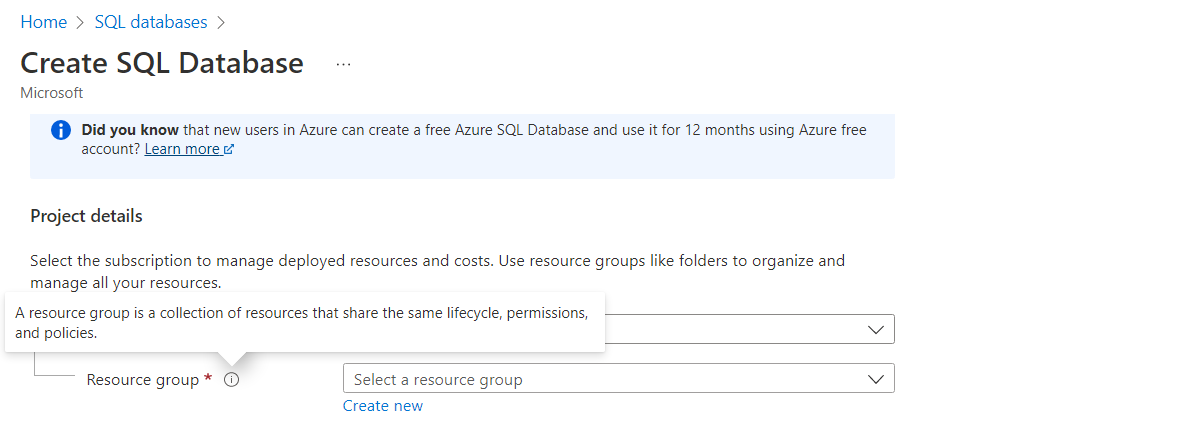 Home > SQL databases >
Create SQL Database ...
Microsoft
Did you know that new users in Azure can create a free Azure SQL Database and use it for 12 months using Azure free
account? Learn more
Project details
Select the subscription to manage deployed resources and costs. Use resource groups like folders to organize and
manage all your resources.
A resource group is a collection of resources that share the same lifecycle, permissions,
and policies.
Resource group * Select a resource group
Create new